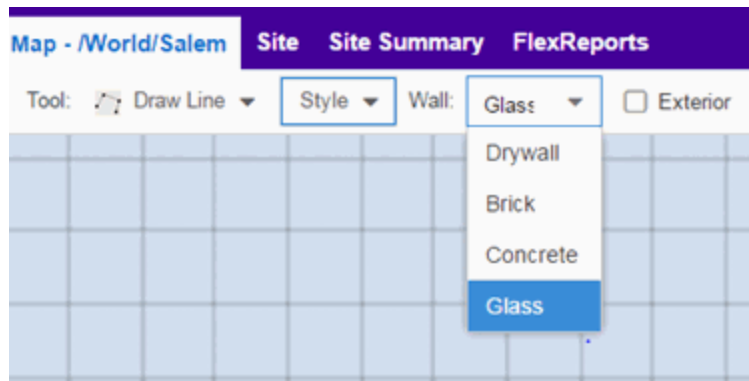 Map - /World/Salem Site Site Summary FlexReports
Tool: Draw Line Style Wall: Glass Exterior
Drywall
Brick
Concrete
Glass